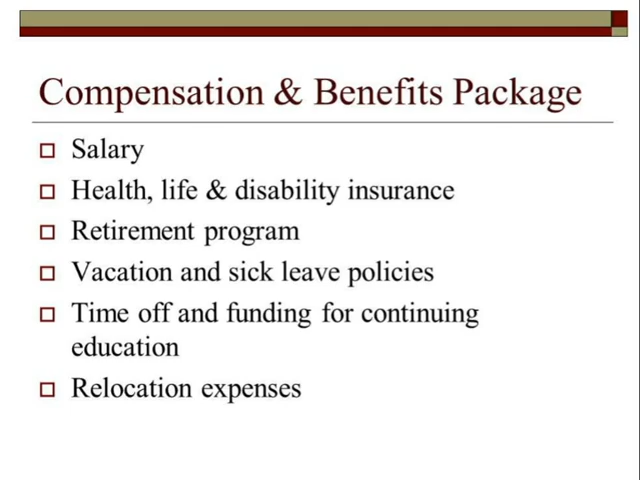 Compensation & Benefits Package
Salary
Health, life & disability insurance
Retirement program
Vacation and sick leave policies
Time off and funding for continuing
education
Relocation expenses